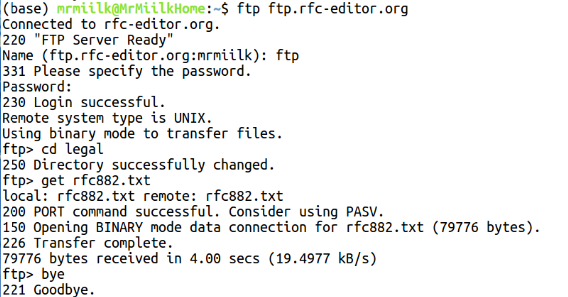 (base) mrmiilk@MrMiilkHome:~$ ftp ftp.rfc-editor.org
Connected to rfc-editor.org.
220 "FTP Server Ready"
Name (ftp.rfc-editor.org:mrmiilk): ftp
331 Please specify the password.
Password:
230 Login successful.
Remote system type is UNIX.
Using binary mode to transfer files.
ftp> cd legal
250 Directory successfully changed.
ftp> get rfc882.txt
local: rfc882.txt remote: rfc882.txt
200 PORT command successful. Consider using PASV.
150 Opening BINARY mode data connection for rfc882.txt (79776 bytes).
226 Transfer complete.
79776 bytes received in 4.00 secs (19.4977 kB/s)
ftp> bye
221 Goodbye.